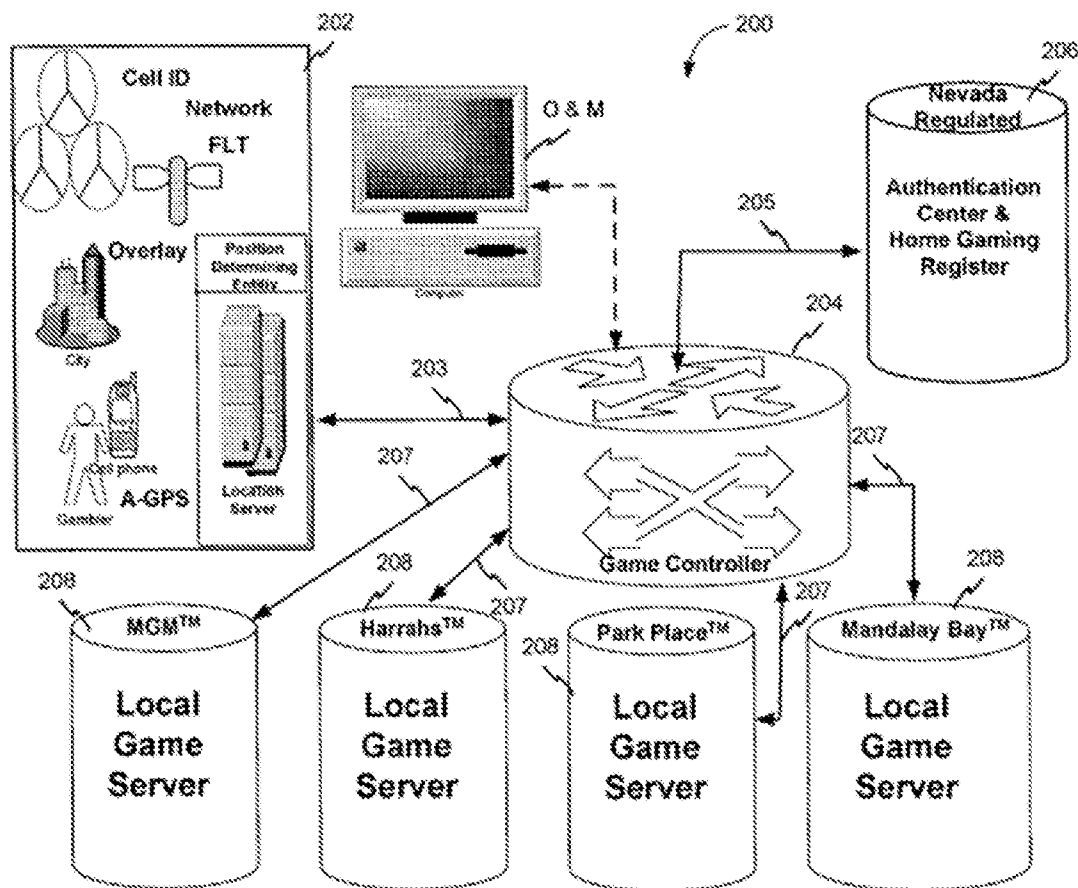 202
200
206
Cell ID
Network
FLT
O & M
Nevada
Regulated
Authentication
Center &
Home Gaming
Register
205
Overlay
Position
Determining
Entity
Computer
City
204
203
207
207
Cell phone
A-GPS
Gambler
Location
Server
Game Controller
208
208
207
207
208
MGM™
Harrahs™
Park Place™
Mandalay Bay™
208
Local
Game
Server
Local
Game
Server
Local
Game
Server
Local
Game
Server